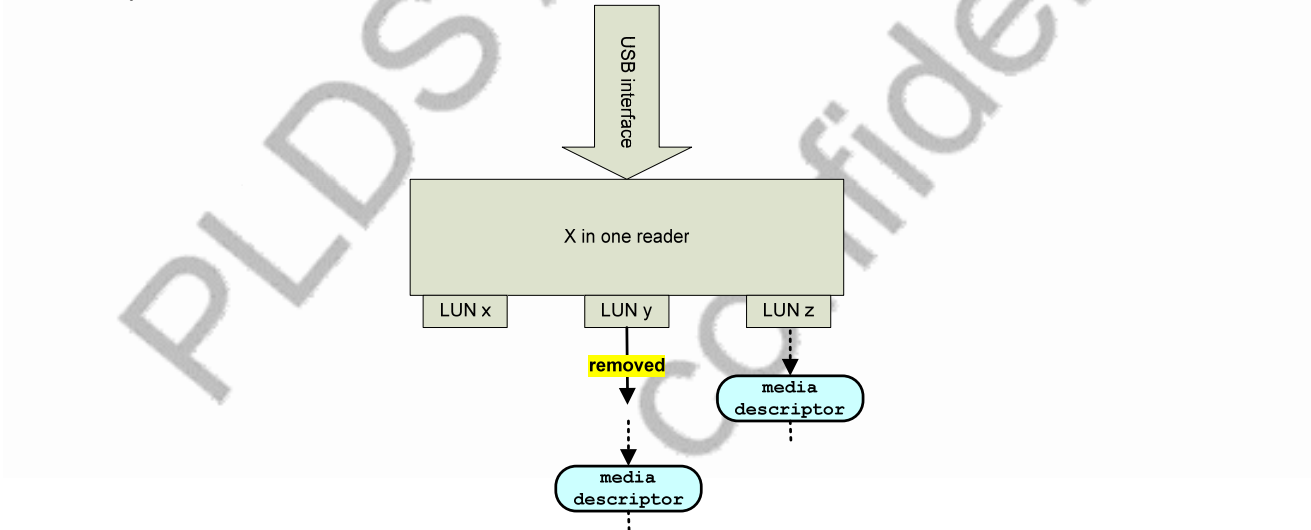 PLDS
Confide
USB interface
X in one reader
LUN x
LUN y
LUN z
removed
media
descriptor
media
descriptor